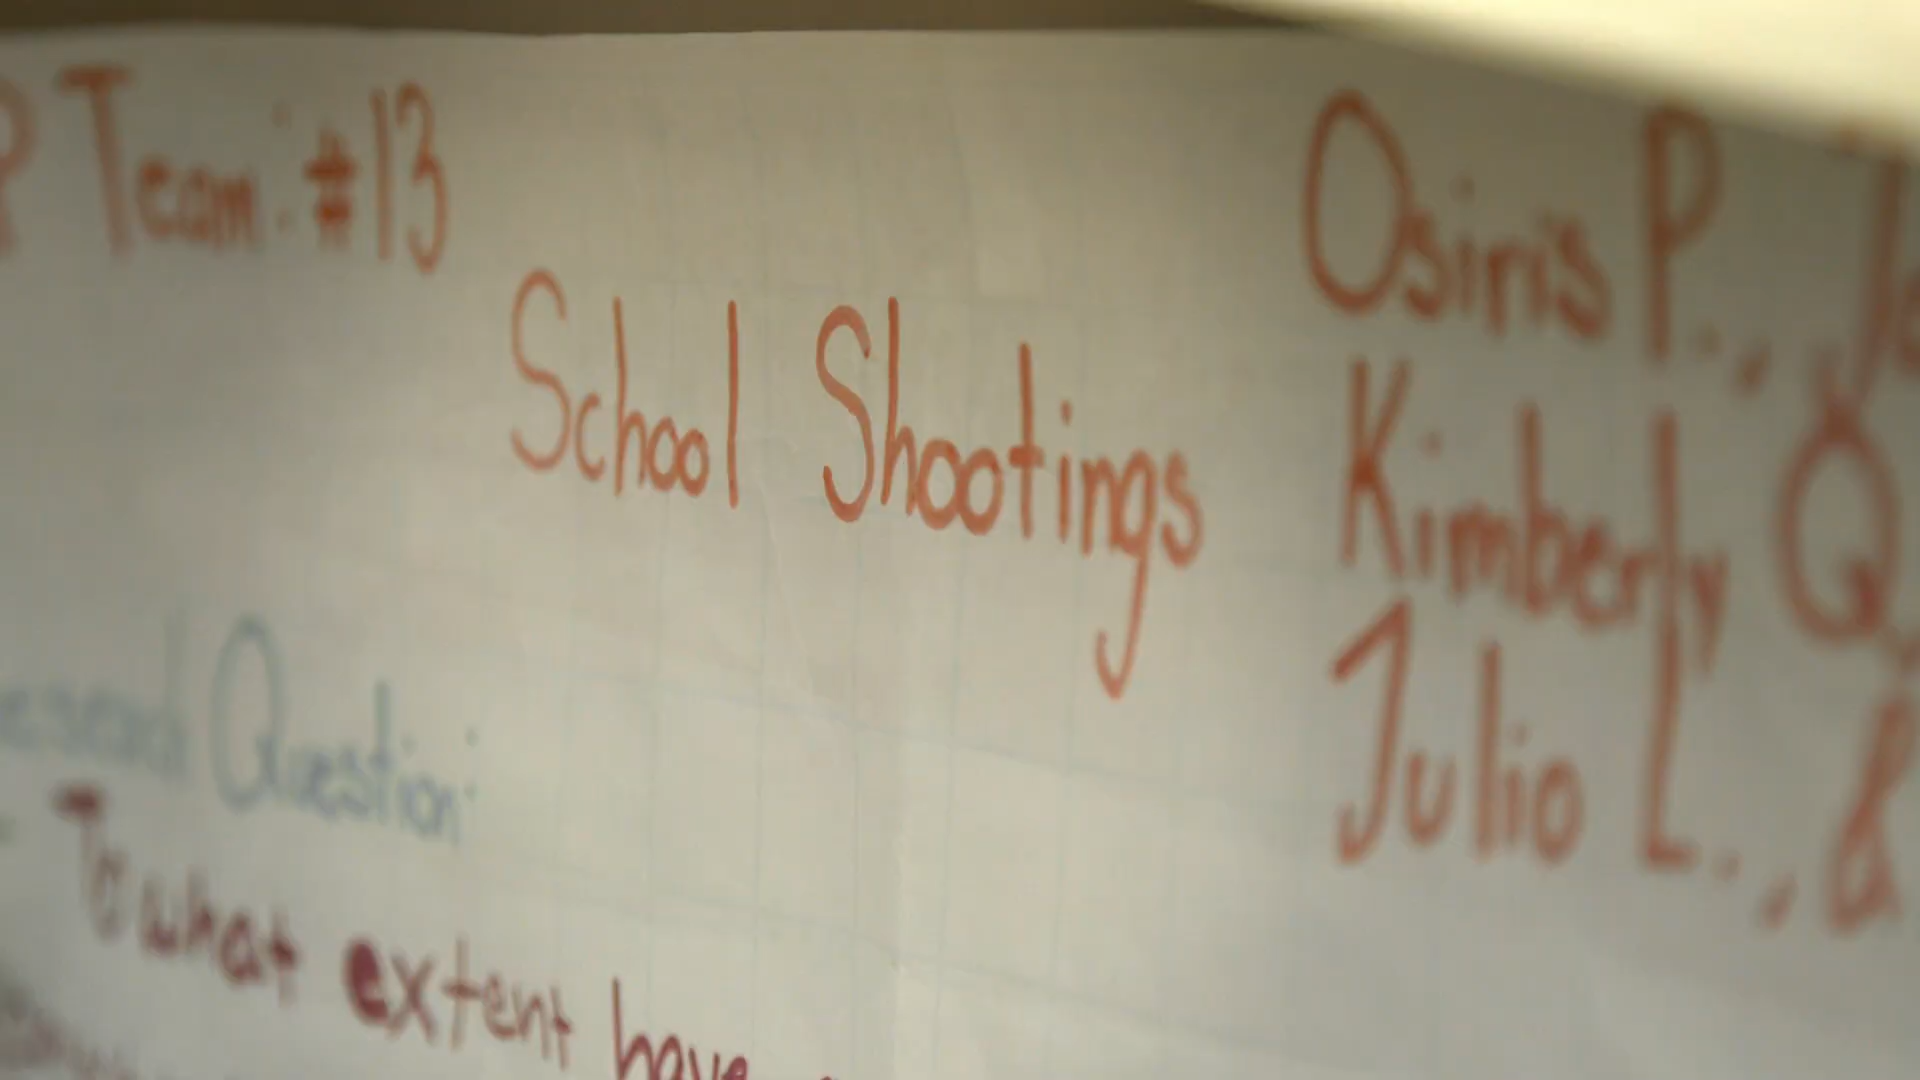 Team: #13
School Shootings
Osiris P.,
Kimberly Q,
Julio L., &
Question:
To what extent have